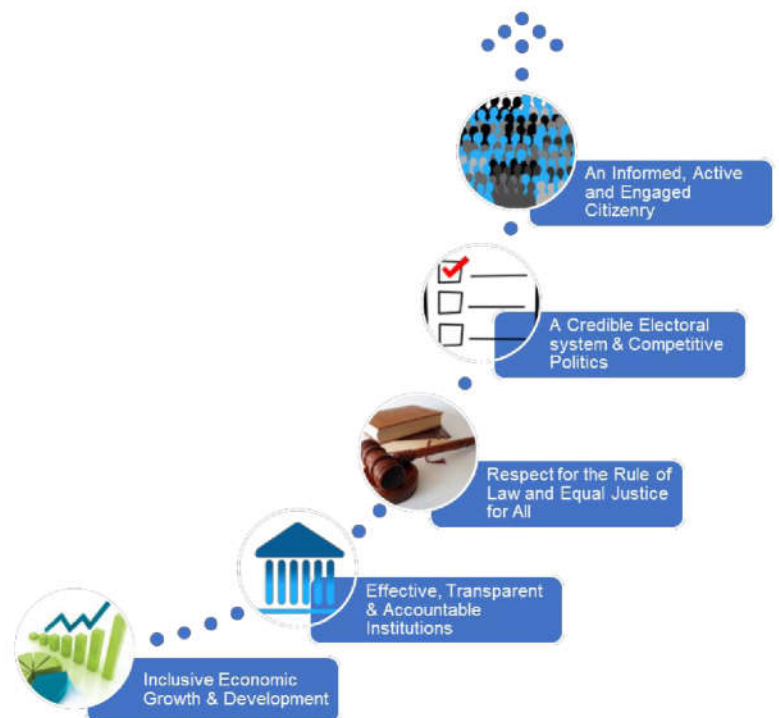 An Informed, Active
and Engaged
Citizenry
A Credible Electoral
system & Competitive
Politics
Respect for the Rule of
Law and Equal Justice
for All
Effective, Transparent
& Accountable
Institutions
Inclusive Economic
Growth & Development